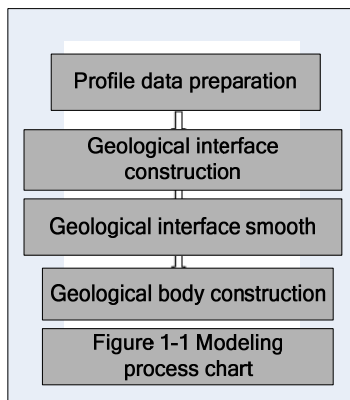 Profile data preparation
Geological interface
construction
Geological interface smooth
Geological body construction
Figure 1-1 Modeling
process chart